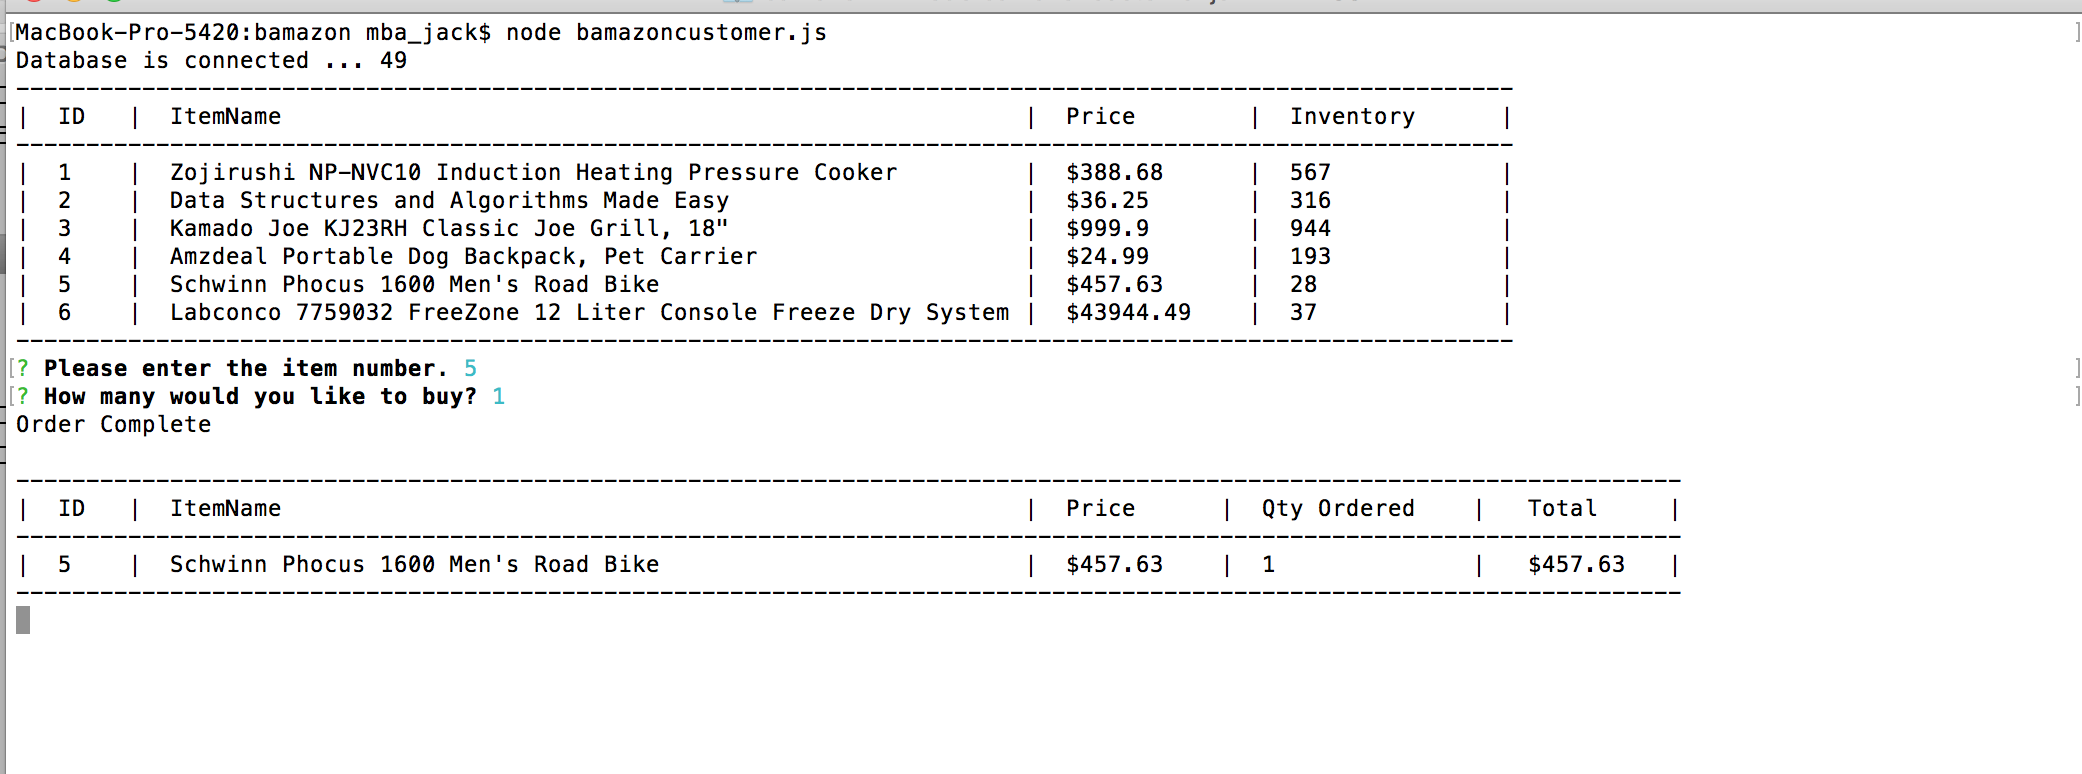 MacBook-Pro-5420:bamazon mba_jack$ node bamazoncustomer.js
Database is connected ... 49
-----------------------------------------------------------------------------------------------------------
|  ID   |  ItemName                                                     |  Price        |  Inventory      |
-----------------------------------------------------------------------------------------------------------
|  1    |  Zojirushi NP-NVC10 Induction Heating Pressure Cooker         |  $388.68      |  567            |
|  2    |  Data Structures and Algorithms Made Easy                     |  $36.25       |  316            |
|  3    |  Kamado Joe KJ23RH Classic Joe Grill, 18"                     |  $999.9       |  944            |
|  4    |  Amzdeal Portable Dog Backpack, Pet Carrier                   |  $24.99       |  193            |
|  5    |  Schwinn Phocus 1600 Men's Road Bike                          |  $457.63      |  28             |
|  6    |  Labconco 7759032 FreeZone 12 Liter Console Freeze Dry System |  $43944.49    |  37             |
-----------------------------------------------------------------------------------------------------------
? Please enter the item number. 5
? How many would you like to buy? 1
Order Complete
-----------------------------------------------------------------------------------------------------------------------
|  ID   |  ItemName                                                     |  Price      |  Qty Ordered    |   Total     |
-----------------------------------------------------------------------------------------------------------------------
|  5    |  Schwinn Phocus 1600 Men's Road Bike                          |  $457.63    |  1              |   $457.63   |
-----------------------------------------------------------------------------------------------------------------------